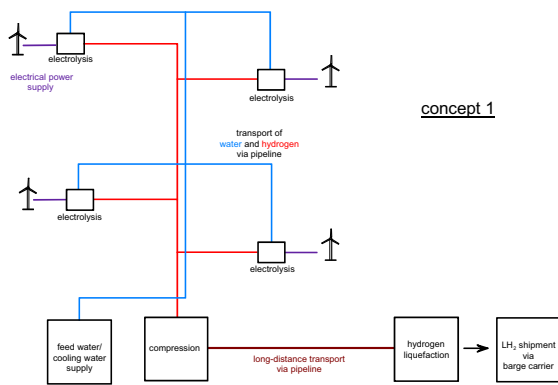 electrolysis
electrical power
supply
electrolysis
concept 1
transport of
water and hydrogen
via pipeline
electrolysis
electrolysis
feed water/
cooling water
supply
compression
long-distance transport
via pipeline
hydrogen
liquefaction
LH₂ shipment
via
barge carrier